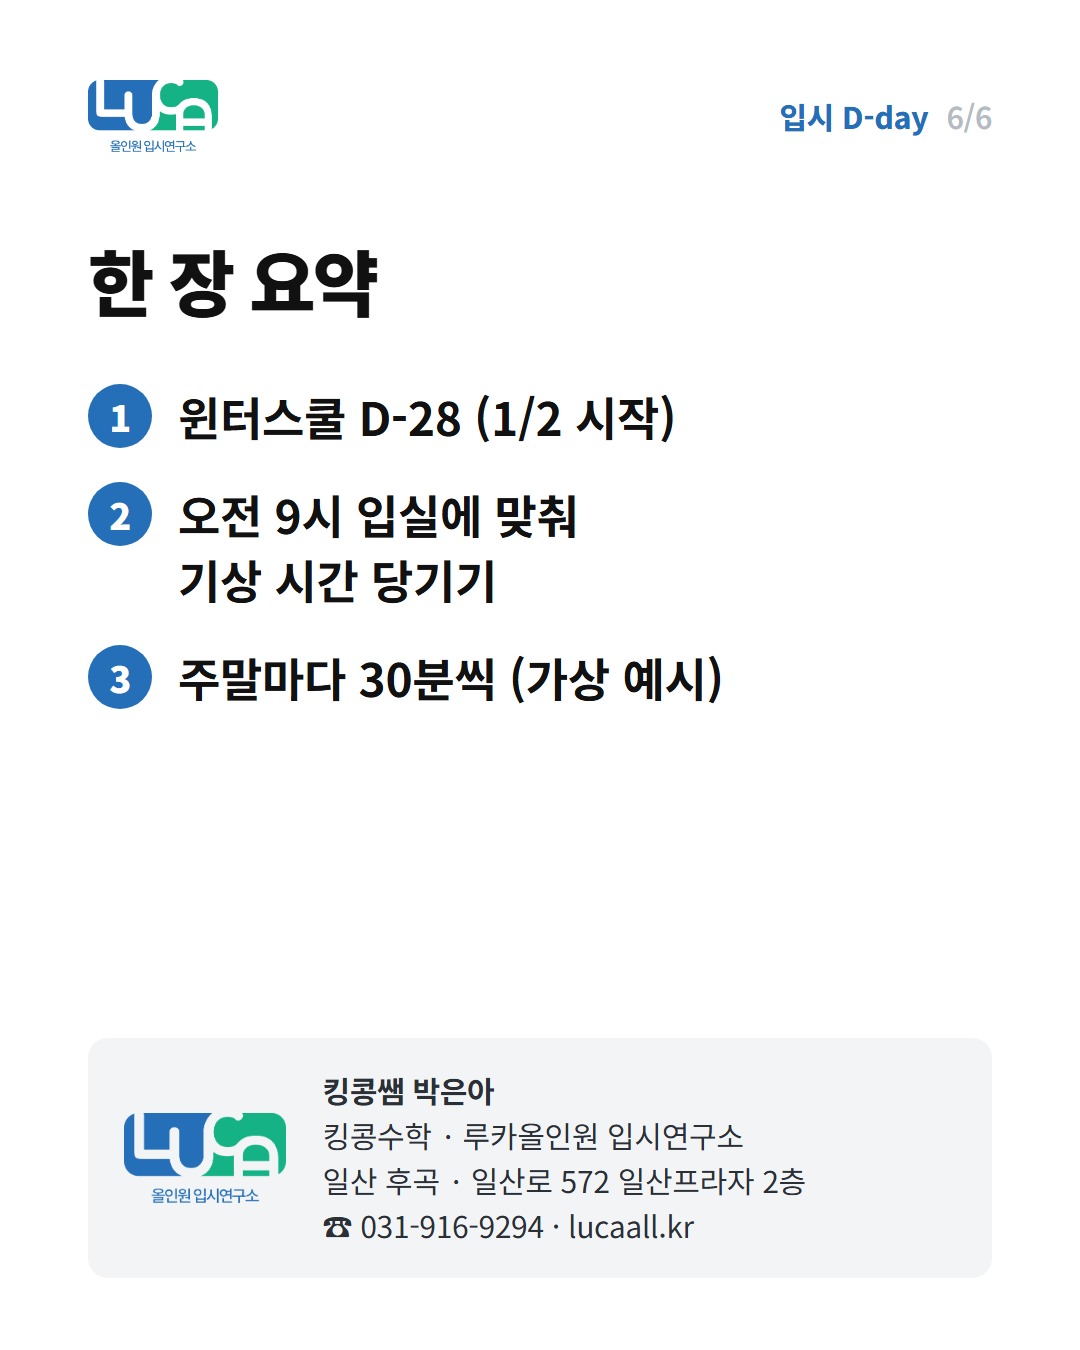 Luca
올인원 입시연구소
입시 D-day 6/6
한 장 요약
1 윈터스쿨 D-28 (1/2 시작)
2 오전 9시 입실에 맞춰
기상 시간 당기기
3 주말마다 30분씩 (가상 예시)
Luca
올인원 입시연구소
킹콩쌤 박은아
킹콩수학 · 루카올인원 입시연구소
일산 후곡 · 일산로 572 일산프라자 2층
☎ 031-916-9294 · lucaall.kr